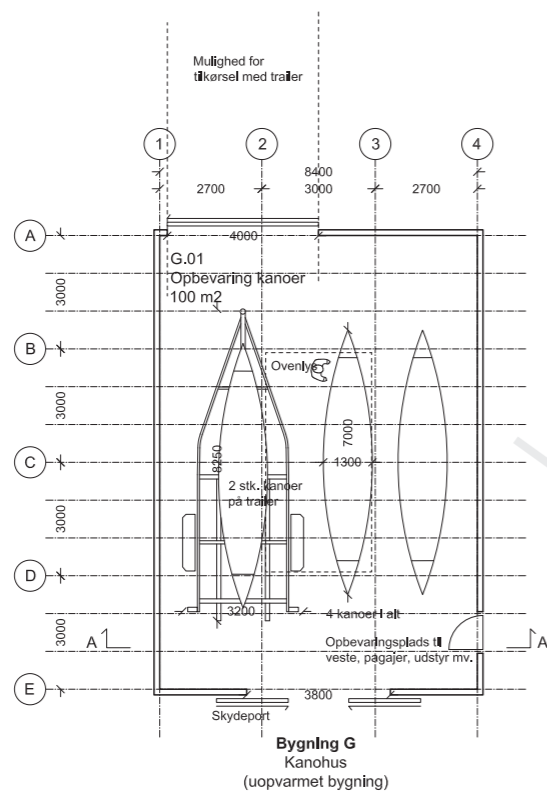 Mulighed for
tilkørsel med trailer
1
2
3
4
8400
2700
3000
2700
A
4000
G.01
Opbevaring kanoer
100 m2
3000
B
Ovenlys
3000
7000
8250
C
1300
2 stk. kanoer
på trailer
3000
D
3200
4 kanoer i alt
3000
A
Opbevaringsplads til
veste, pagajer, udstyr mv.
A
E
3800
Skydeport
Bygning G
Kanohus
(uopvarmet bygning)